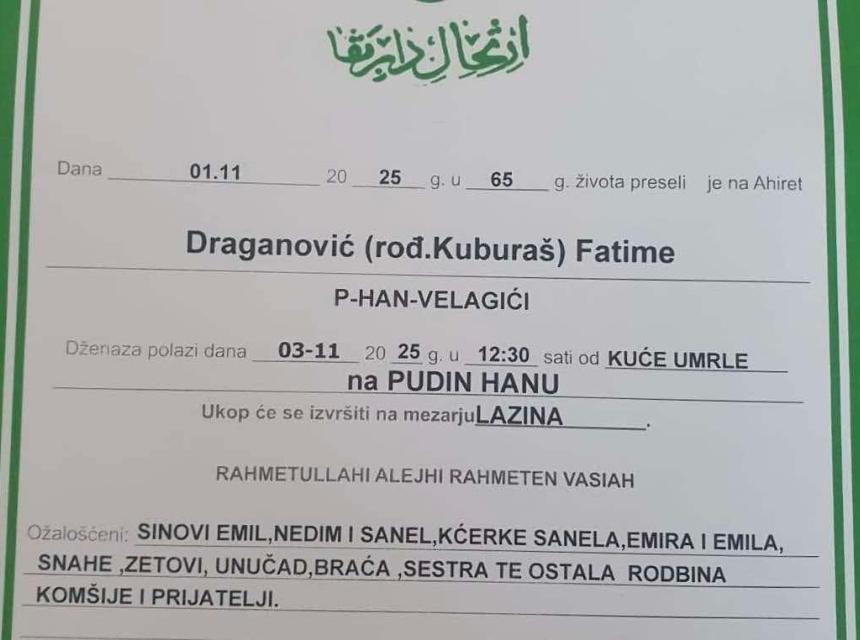 Dana 01.11 20 25 g. u 65 g. života preseli je na Ahiret
Draganović (rođ.Kuburaš) Fatime
P-HAN-VELAGIĆI
Dženaza polazi dana 03-11 20 25 g. u 12:30 sati od KUĆE UMRLE
na PUDIN HANU
Ukop će se izvršiti na mezarju LAZINA.
RAHMETULLAHI ALEJHI RAHMETEN VASIAH
Ožalošćeni: SINOVI EMIL,NEDIM I SANEL,KĆERKE SANELA,EMIRA I EMILA,
SNAHE ,ZETOVI, UNUČAD,BRAĆA ,SESTRA TE OSTALA RODBINA
KOMŠIJE I PRIJATELJI.